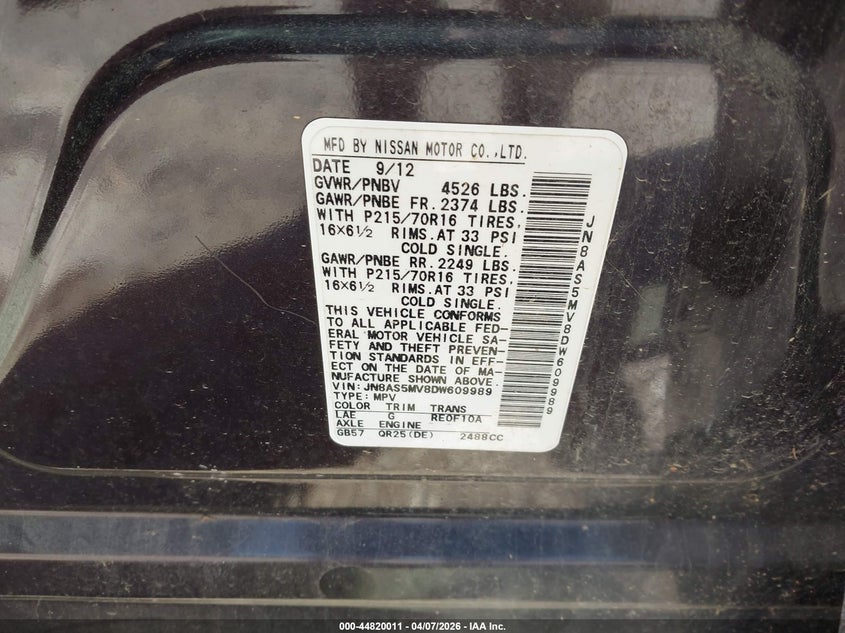 MFD BY NISSAN MOTOR CO.,LTD.
DATE 9/12
GVWR/PNBV 4526 LBS.
GAWR/PNBE FR. 2374 LBS.
WITH P215/70R16 TIRES,
16×6½ RIMS. AT 33 PSI
COLD SINGLE.
GAWR/PNBE RR. 2249 LBS.
WITH P215/70R16 TIRES,
16×6½ RIMS. AT 33 PSI
COLD SINGLE.
THIS VEHICLE CONFORMS
TO ALL APPLICABLE FED-
ERAL MOTOR VEHICLE SA-
FETY AND THEFT PREVEN-
TION STANDARDS IN EFF-
ECT ON THE DATE OF MA-
NUFACTURE SHOWN ABOVE.
VIN: JN8AS5MV8DW609989
TYPE: MPV
COLOR TRIM TRANS
LAE G RE0F10A
AXLE ENGINE
GB57 QR25(DE) 2488CC
JN8AS5MV8DW609989
000-44820011 - 04/07/2026 - IAA Inc.